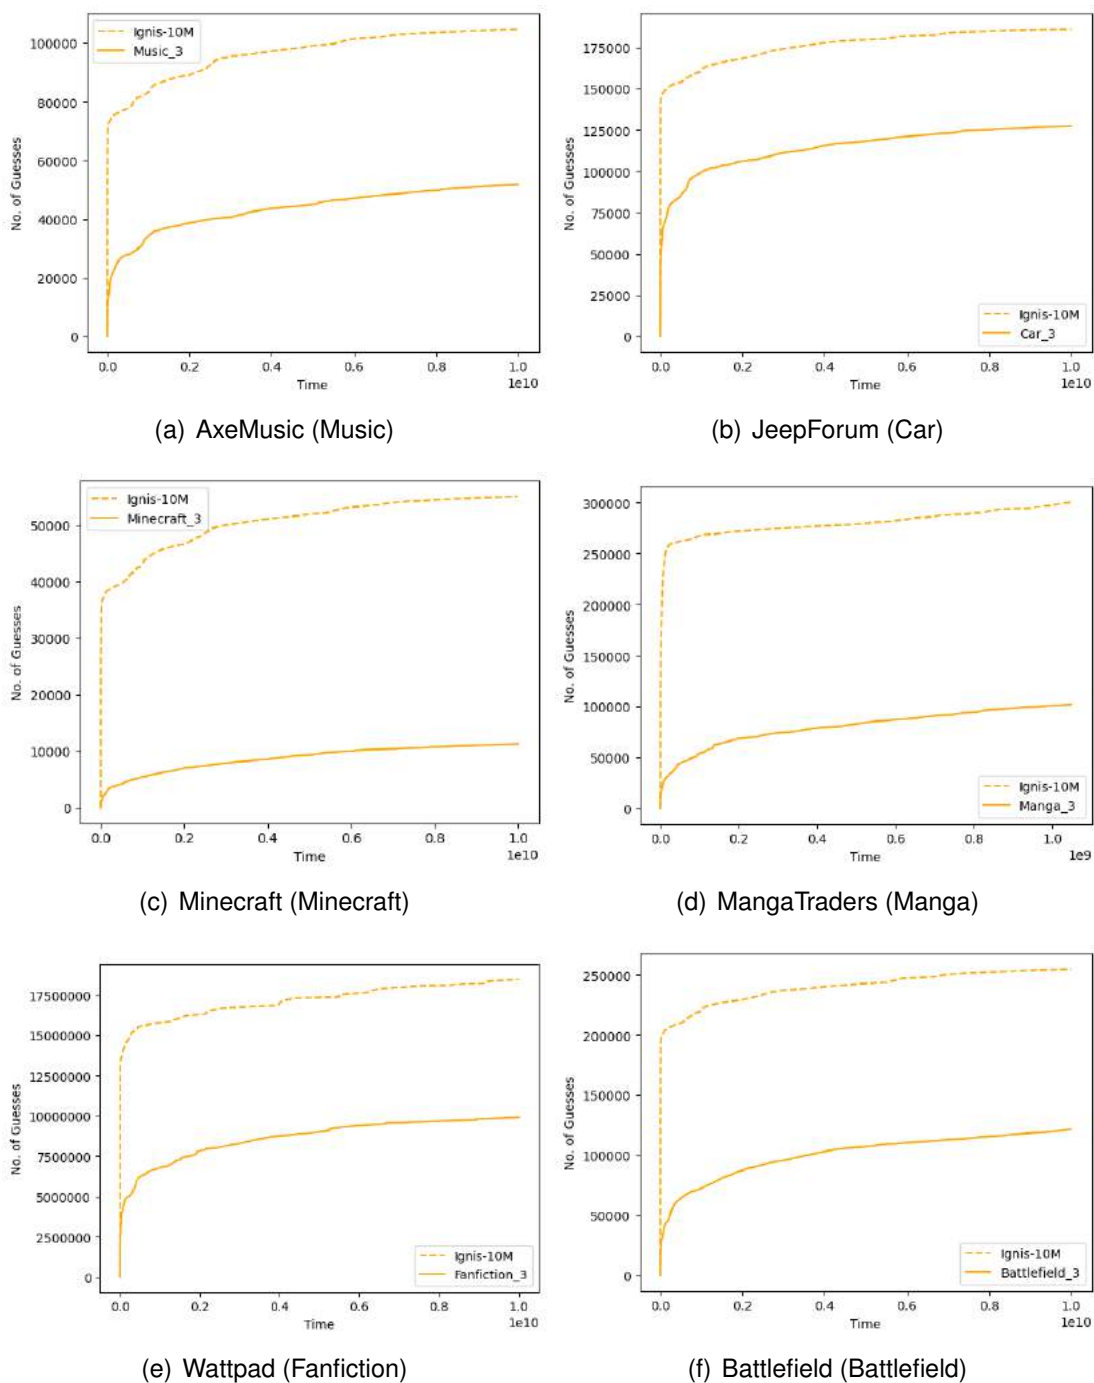 Ignis-10M
Music_3
100000
80000
60000
40000
20000
0
No. of Guesses
0.0 0.2 0.4 0.6 0.8 1.0
1e10
Time
(a) AxeMusic (Music)
175000
150000
125000
100000
75000
50000
25000
0
No. of Guesses
Ignis-10M
Car_3
0.0 0.2 0.4 0.6 0.8 1.0
1e10
Time
(b) JeepForum (Car)
Ignis-10M
Minecraft_3
50000
40000
30000
20000
10000
0
No. of Guesses
0.0 0.2 0.4 0.6 0.8 1.0
1e10
Time
(c) Minecraft (Minecraft)
300000
250000
200000
150000
100000
50000
0
No. of Guesses
Ignis-10M
Manga_3
0.0 0.2 0.4 0.6 0.8 1.0
1e9
Time
(d) MangaTraders (Manga)
17500000
15000000
12500000
10000000
7500000
5000000
2500000
0
No. of Guesses
Ignis-10M
Fanfiction_3
0.0 0.2 0.4 0.6 0.8 1.0
1e10
Time
(e) Wattpad (Fanfiction)
250000
200000
150000
100000
50000
0
No. of Guesses
Ignis-10M
Battlefield_3
0.0 0.2 0.4 0.6 0.8 1.0
1e10
Time
(f) Battlefield (Battlefield)